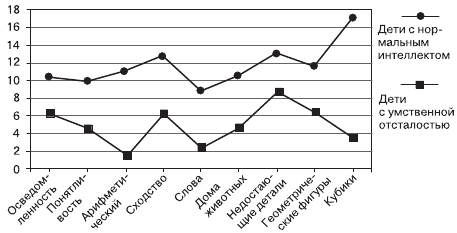 18
16
14
12
10
8
6
4
2
0
Осведом-
ленность
Понятли-
вость
Арифмети-
ческий
Сходство
Слова
Дома
животных
Недостаю-
щие детали
Геометриче-
ские фигуры
Кубики
Дети с нор-
мальным
интеллектом
Дети
с умственной
отсталостью